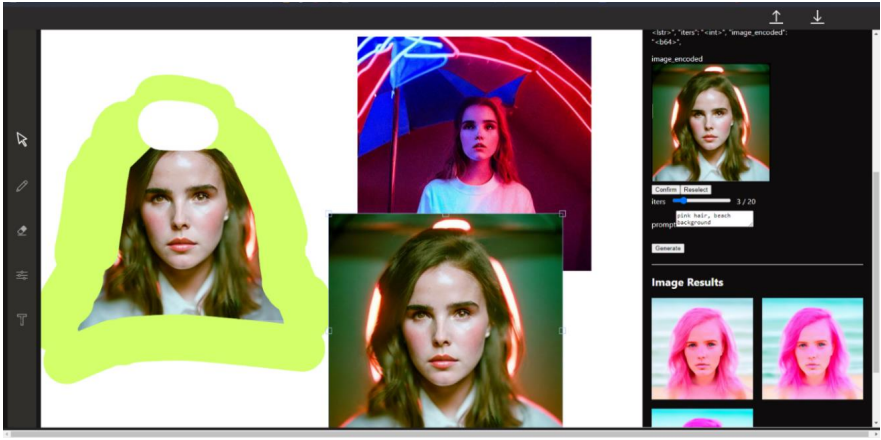 <lstr>", "iters": "<int>", "image_encoded":
"<b64>",
image_encoded
Confirm Reselect
iters 3 / 20
prompt pink hair, beach
background
Generate
Image Results